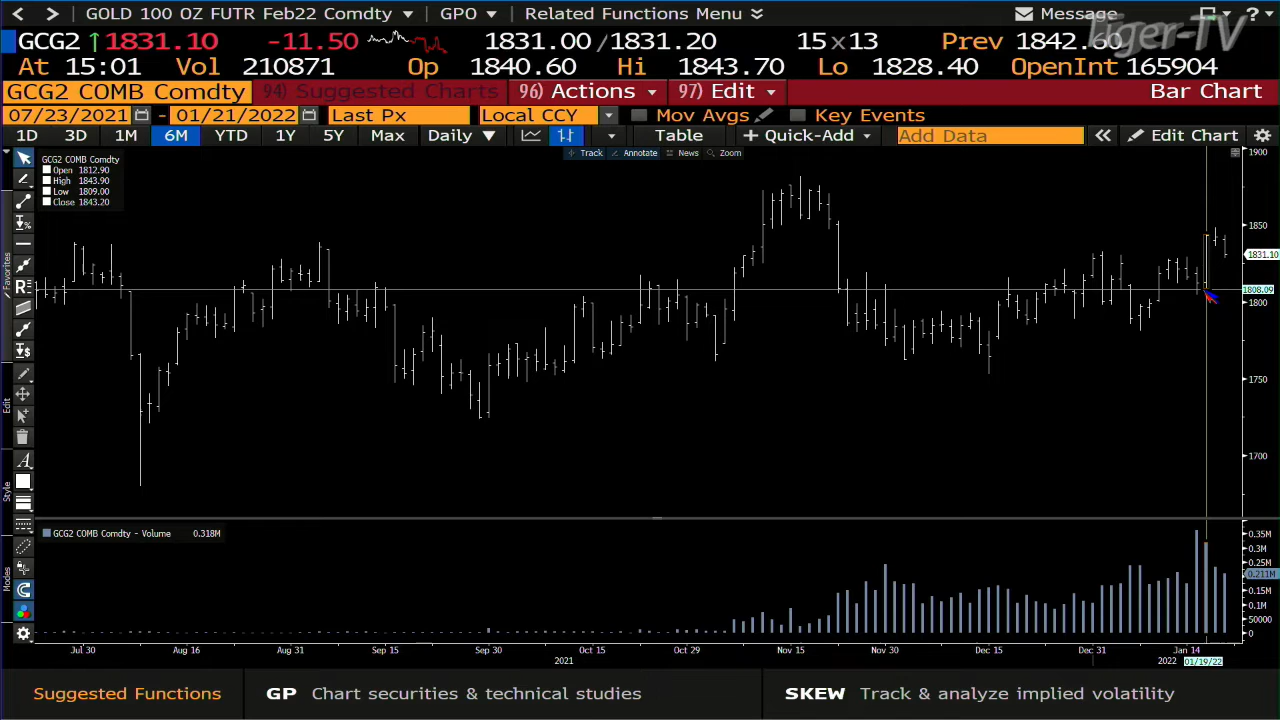 GOLD 100 OZ FUTR Feb22 Comdty GPO Related Functions Menu Message ?
Tiger-TV
GCG2 ↑1831.10 -11.50 1831.00/1831.20 15x13 Prev 1842.60
At 15:01 Vol 210871 Op 1840.60 Hi 1843.70 Lo 1828.40 OpenInt 165904
GCG2 COMB Comdty 94) Suggested Charts 96) Actions 97) Edit Bar Chart
07/23/2021 - 01/21/2022 Last Px Local CCY Mov Avgs Key Events
1D 3D 1M 6M YTD 1Y 5Y Max Daily Table + Quick-Add Add Data « Edit Chart
Track Annotate News Zoom
GCG2 COMB Comdty
Open 1812.90
High 1843.90
Low 1809.00
Close 1843.20
1900
1850
1831.10
1808.09
1800
1750
1700
Favorites
Edit
Style
Modes
GCG2 COMB Comdty - Volume 0.318M
0.35M
0.3M
0.25M
0.211M
0.15M
0.1M
50000
0
Jul 30 Aug 16 Aug 31 Sep 15 Sep 30 Oct 15 Oct 29 Nov 15 Nov 30 Dec 15 Dec 31 Jan 14
2021 2022 01/19/22
Suggested Functions GP Chart securities & technical studies SKEW Track & analyze implied volatility